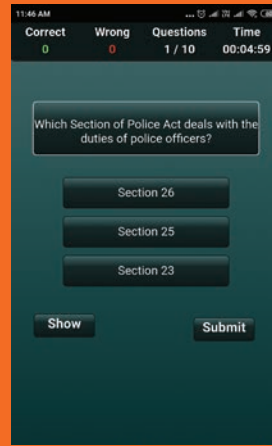 11:46 AM ...
Correct Wrong Questions Time
0 0 1 / 10 00:04:59
Which Section of Police Act deals with the
duties of police officers?
Section 26
Section 25
Section 23
Show Submit